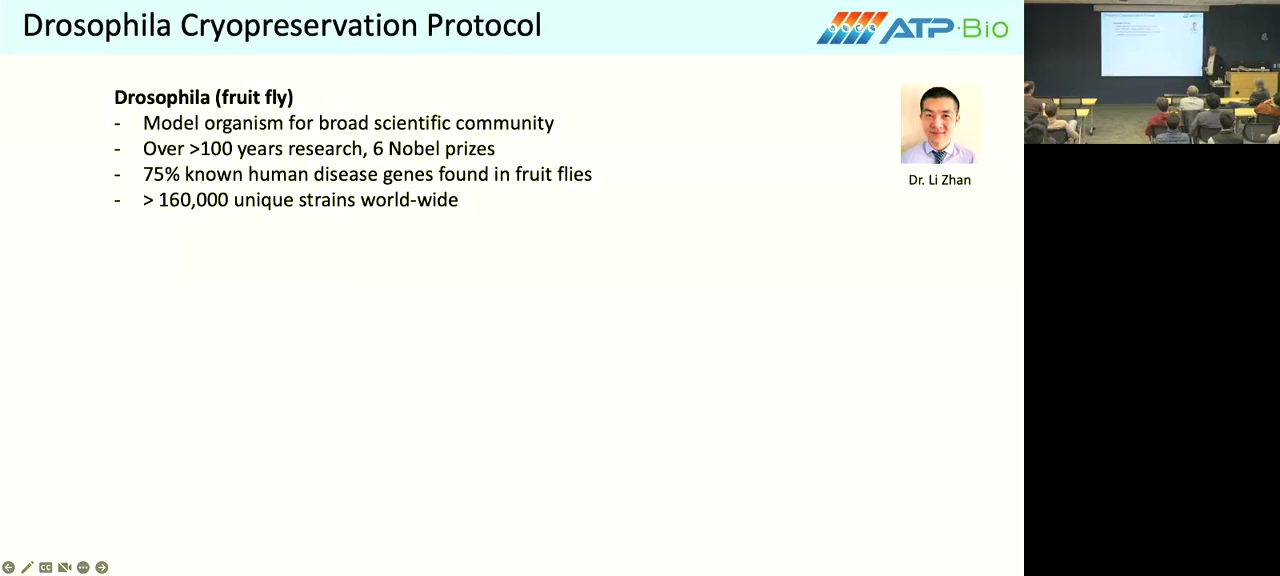 Drosophila Cryopreservation Protocol
ATP-Bio
Drosophila (fruit fly)
- Model organism for broad scientific community
- Over >100 years research, 6 Nobel prizes
- 75% known human disease genes found in fruit flies
- > 160,000 unique strains world-wide
Dr. Li Zhan